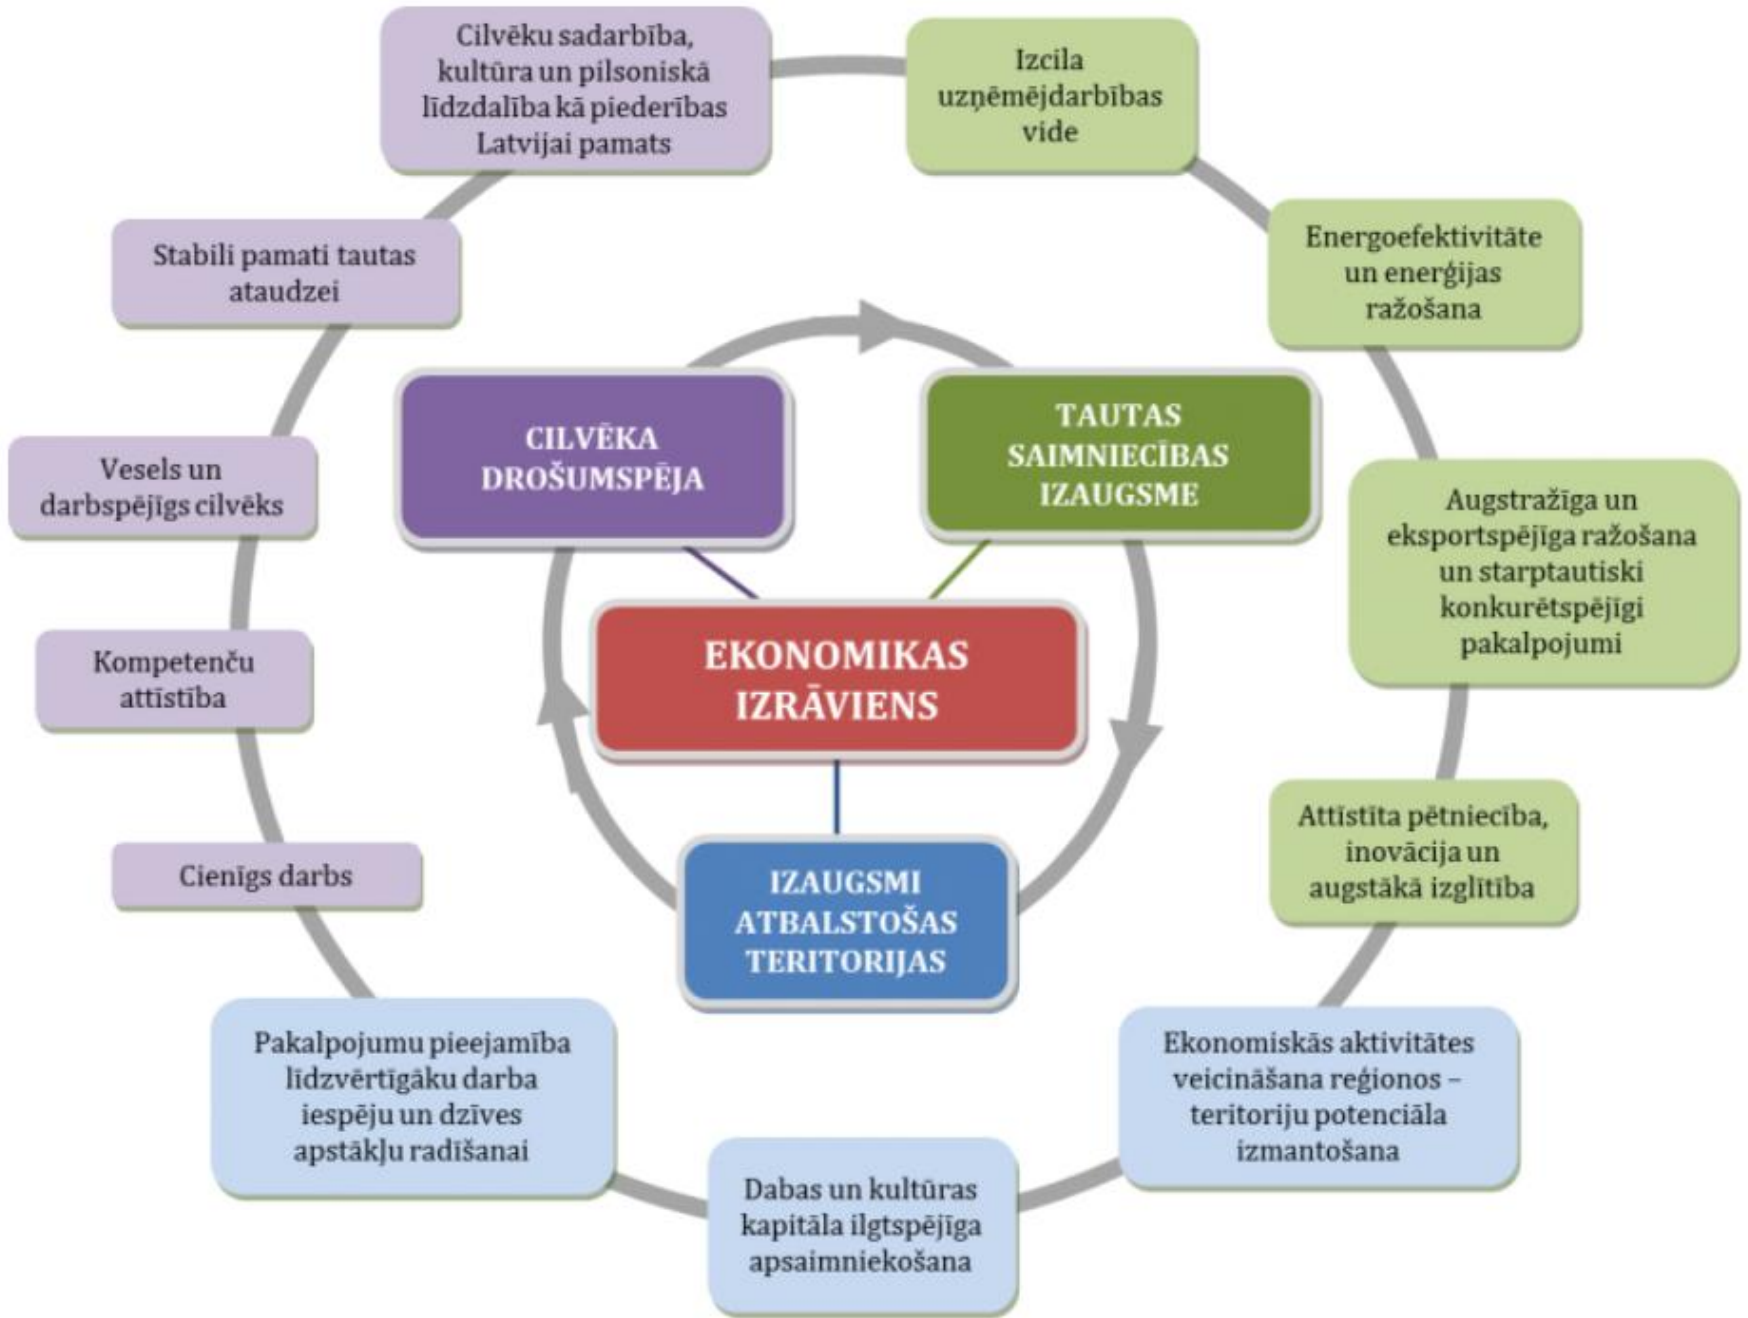 Cilvēku sadarbība,
kultūra un pilsoniskā
līdzdalība kā piederības
Latvijai pamats
Izcila
uzņēmējdarbības
vide
Stabili pamati tautas
ataudzei
Energoefektivitāte
un enerģijas
ražošana
CILVĒKA
DROŠUMSPĒJA
TAUTAS
SAIMNIECĪBAS
IZAUGSME
Vesels un
darbspējīgs cilvēks
Augstražīga un
eksportspējīga ražošana
un starptautiski
konkurētspējīgi
pakalpojumi
EKONOMIKAS
IZRĀVIENS
Kompetenču
attīstība
Attīstīta pētniecība,
inovācija un
augstākā izglītība
Cienīgs darbs
IZAUGSMI
ATBALSTOŠAS
TERITORIJAS
Pakalpojumu pieejamība
līdzvērtīgāku darba
iespēju un dzīves
apstākļu radīšanai
Ekonomiskās aktivitātes
veicināšana reģionos –
teritoriju potenciāla
izmantošana
Dabas un kultūras
kapitāla ilgtspējīga
apsaimniekošana